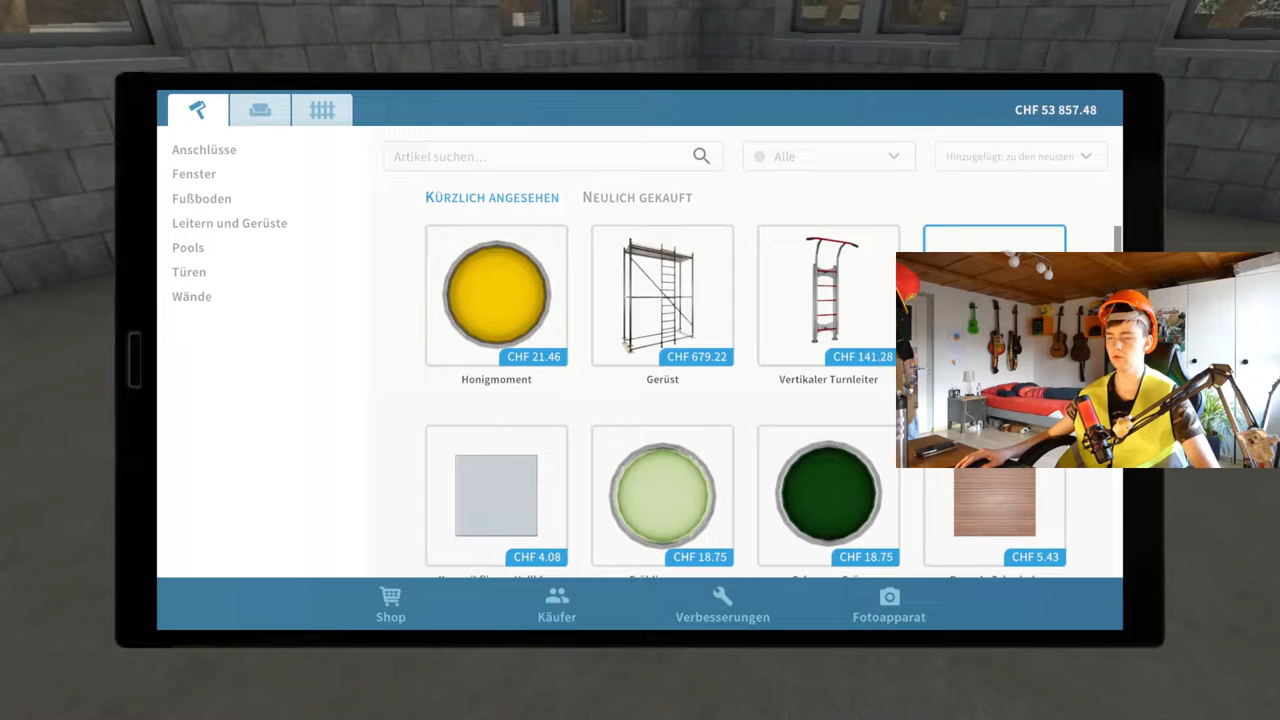 CHF 53 857.48
Anschlüsse
Fenster
Fußboden
Leitern und Gerüste
Pools
Türen
Wände
Artikel suchen...
Alle
Hinzugefügt: zu den neusten
KÜRZLICH ANGESEHEN
NEULICH GEKAUFT
CHF 21.46
CHF 679.22
CHF 141.28
Honigmoment
Gerüst
Vertikaler Turnleiter
CHF 4.08
CHF 18.75
CHF 18.75
CHF 5.43
Shop
Käufer
Verbesserungen
Fotoapparat